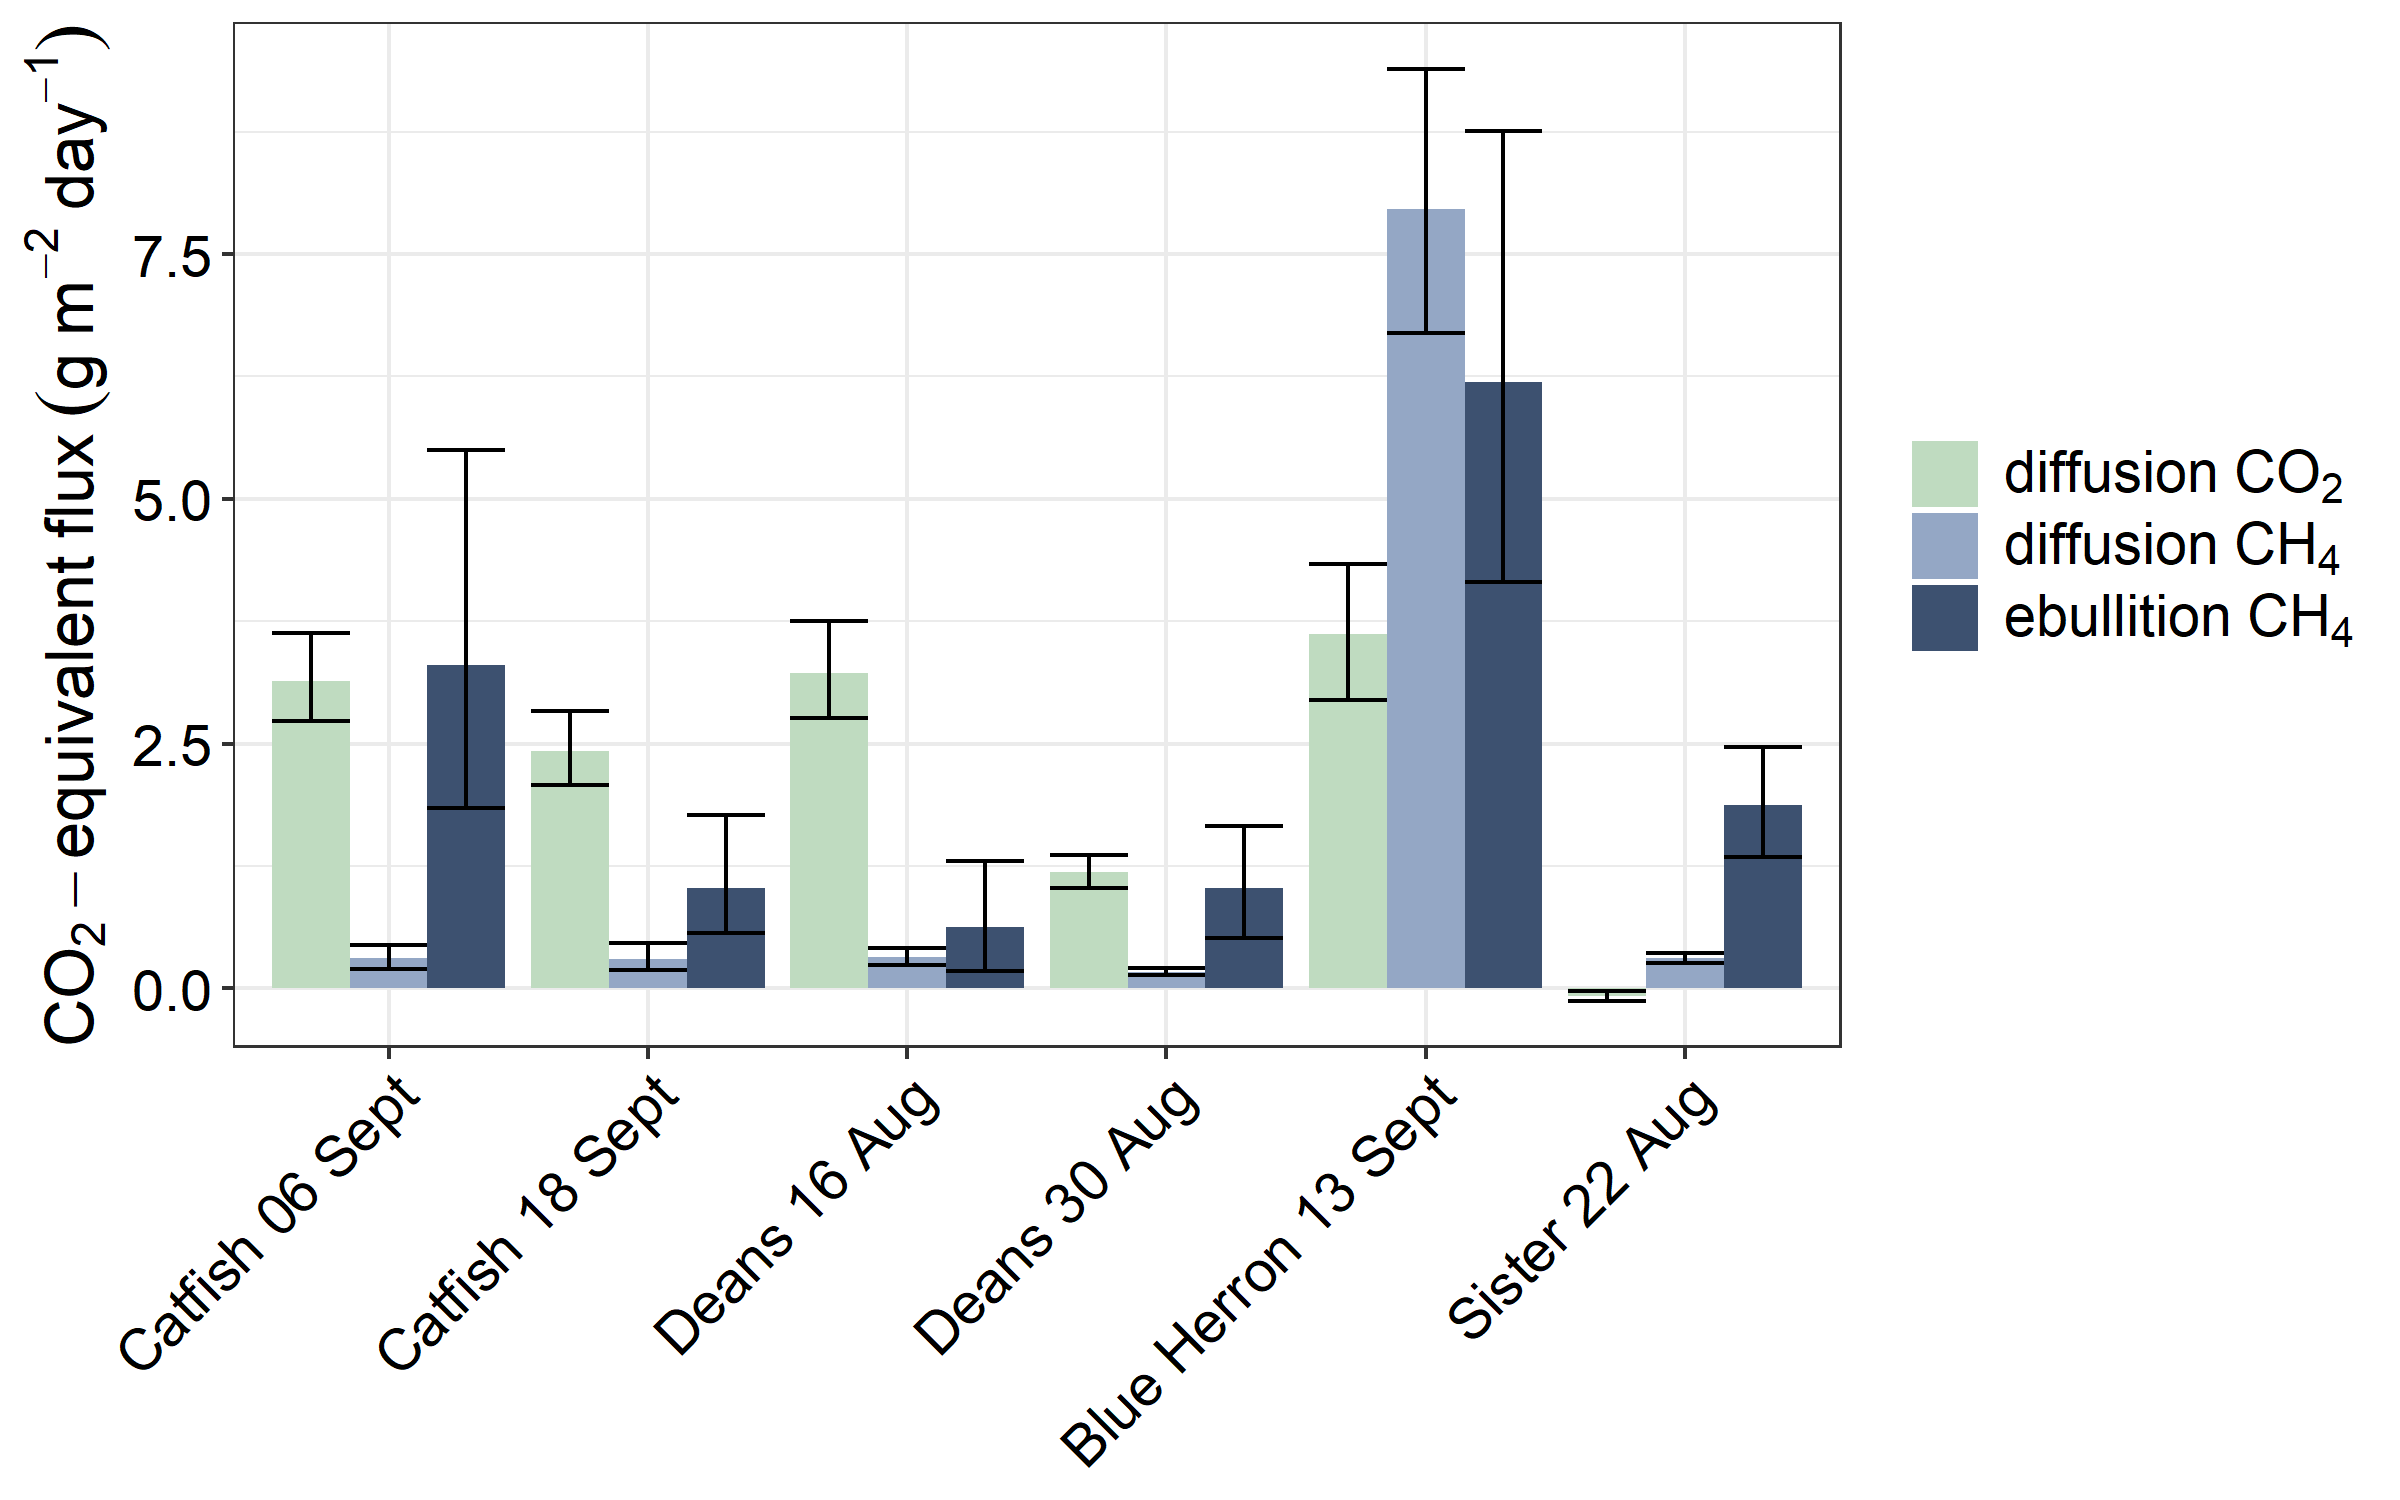 CO₂ − equivalent flux (g m⁻² day⁻¹)
7.5
5.0
2.5
0.0
Catfish 06 Sept
Catfish 18 Sept
Deans 16 Aug
Deans 30 Aug
Blue Herron 13 Sept
Sister 22 Aug
diffusion CO₂
diffusion CH₄
ebullition CH₄